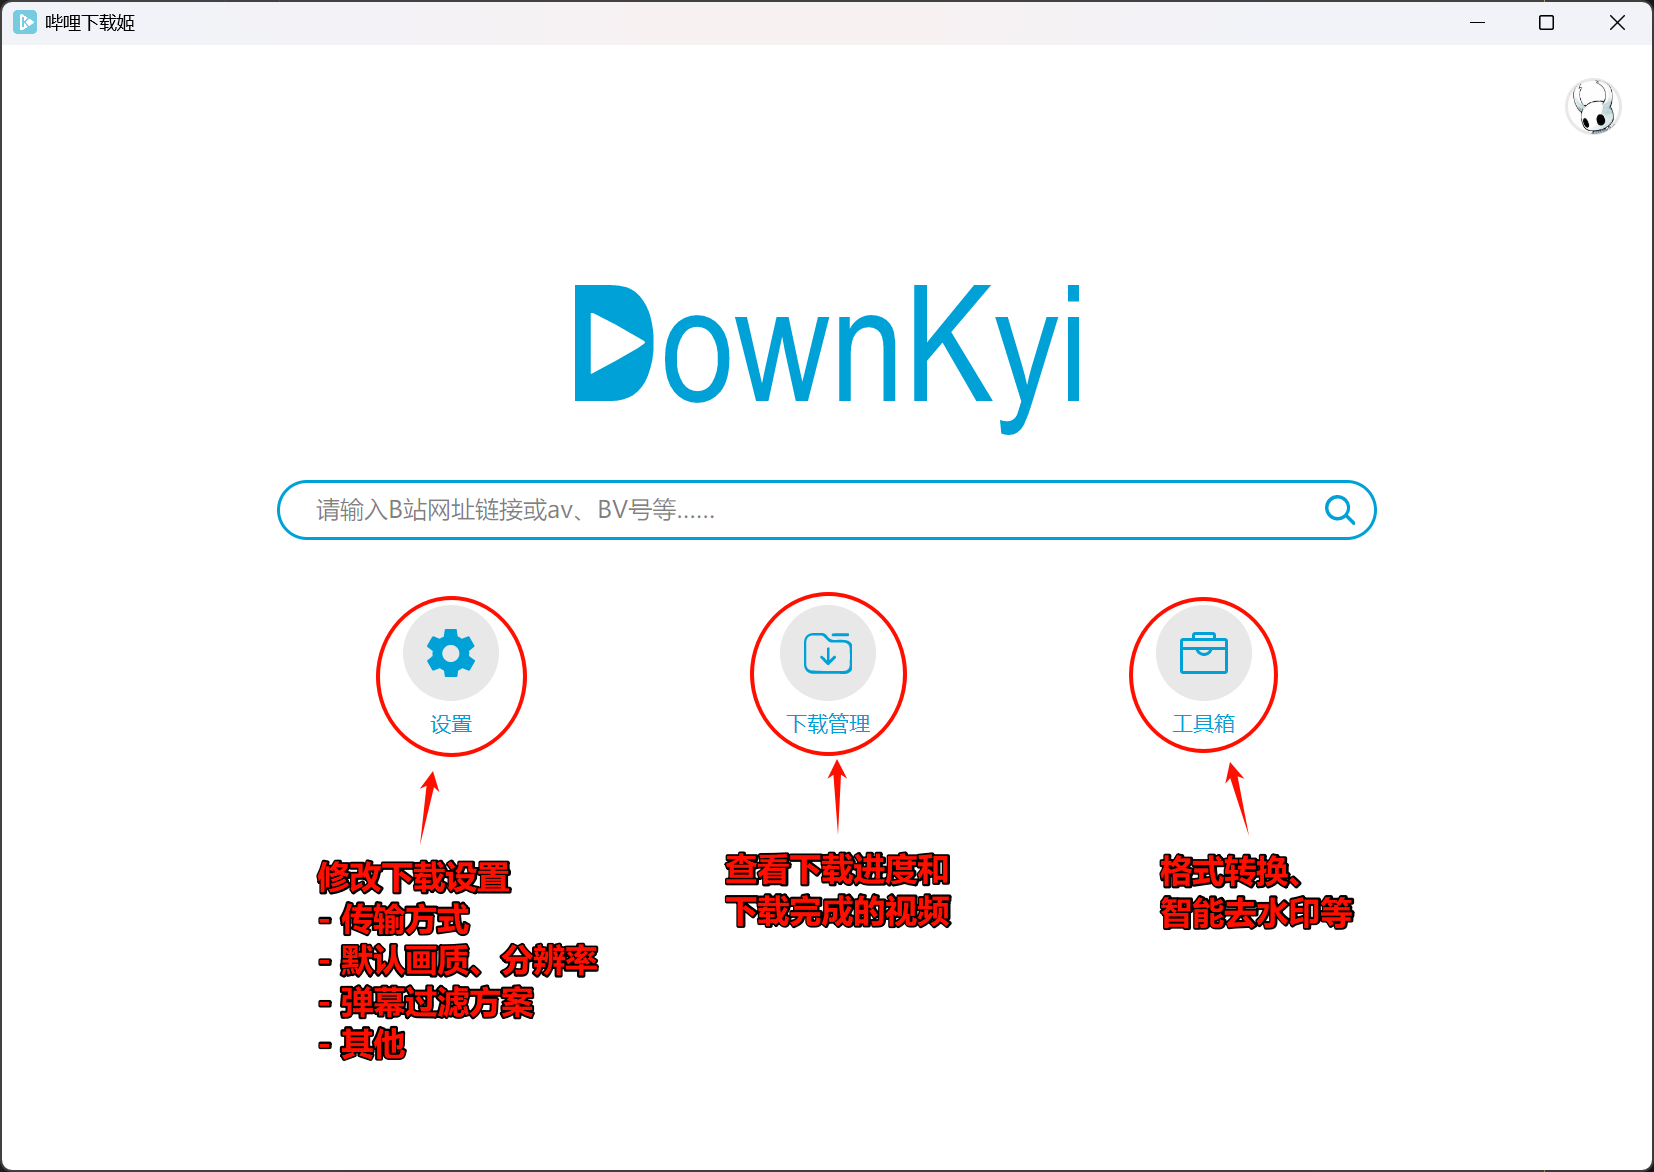 哔哩下载姬
DownKyi
请输入B站网址链接或av、BV号等......
设置
下载管理
工具箱
修改下载设置
- 传输方式
- 默认画质、分辨率
- 弹幕过滤方案
- 其他
查看下载进度和
下载完成的视频
格式转换、
智能去水印等